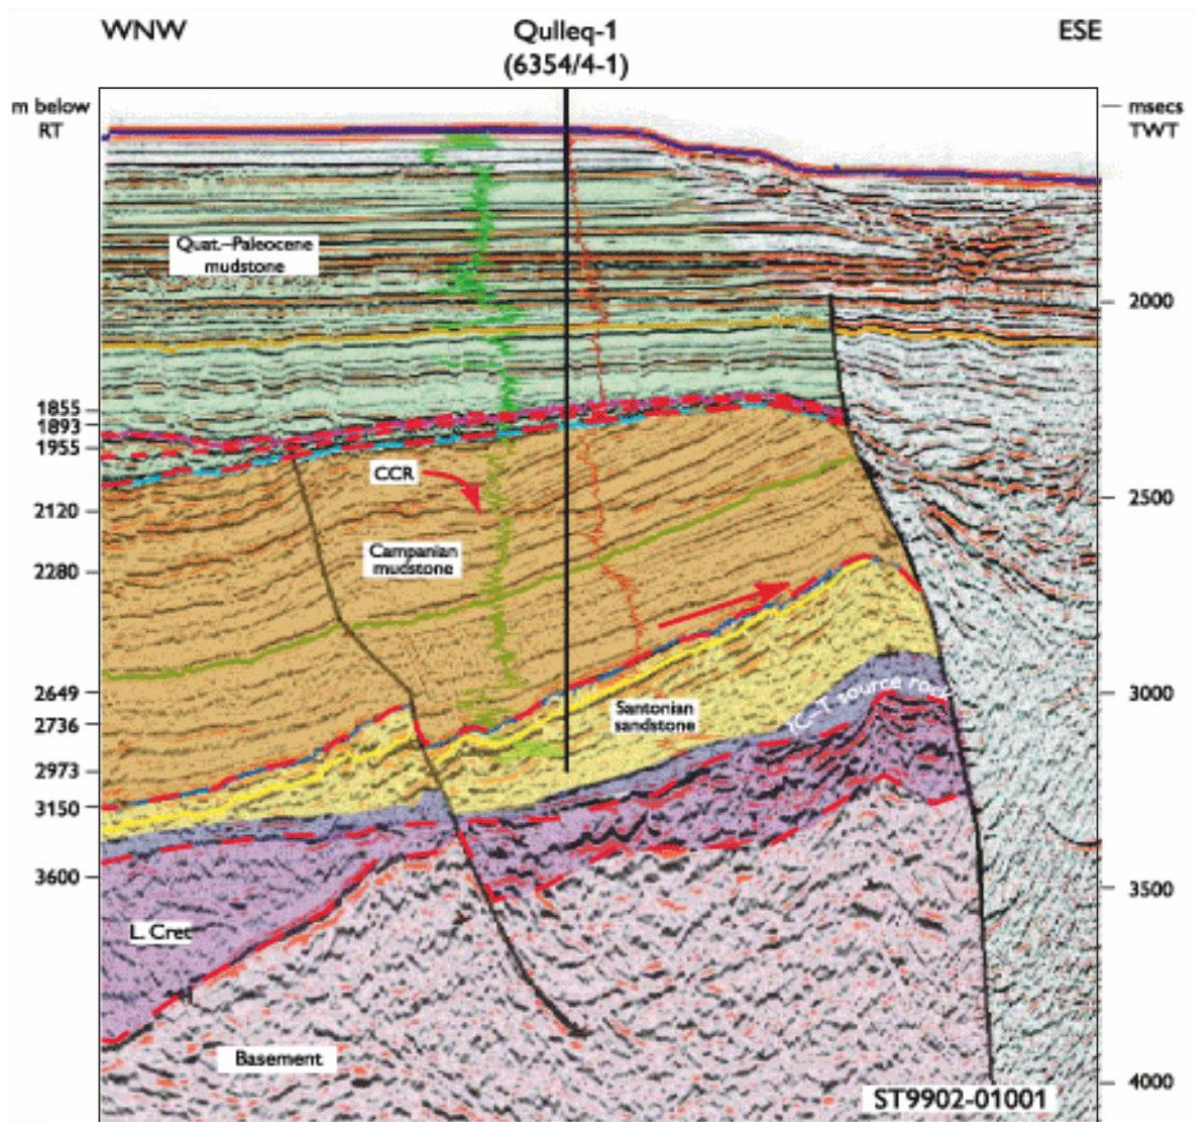 WNW
Qulleq-1
(6354/4-1)
ESE
m below
RT
msecs
TWT
Quat.–Paleocene
mudstone
2000
1855
1893
1955
CCR
2120
2500
Campanian
mudstone
2280
2649
3000
source
Santonian
sandstone
2736
2973
3150
3600
3500
L. Cret
Basement
4000
ST9902-01001